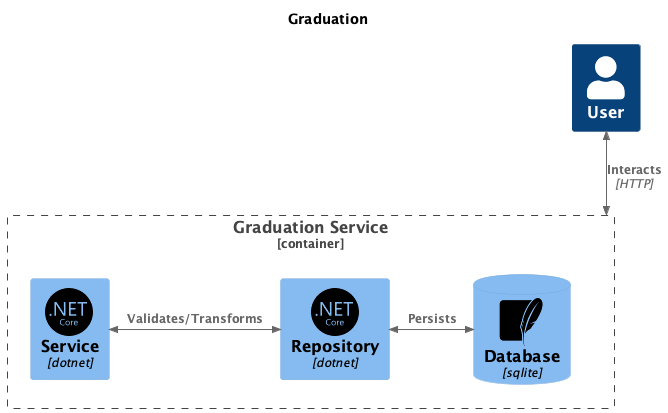 Graduation
User
Interacts
[HTTP]
Graduation Service
[container]
.NET
Core
Service
[dotnet]
Validates/Transforms
.NET
Core
Repository
[dotnet]
Persists
Database
[sqlite]